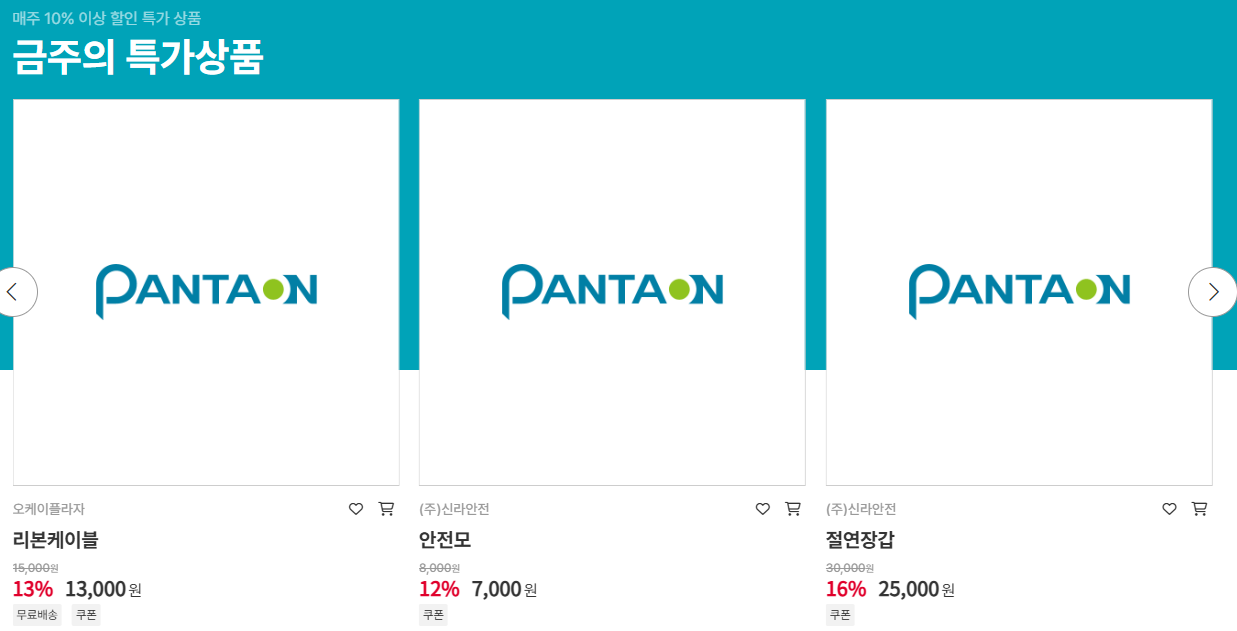 매주 10% 이상 할인 특가 상품
금주의 특가상품
PANTAON
PANTAON
PANTAON
오케이플라자
리본케이블
15,000원
13% 13,000 원
무료배송 쿠폰
(주)신라안전
안전모
8,000원
12% 7,000 원
쿠폰
(주)신라안전
절연장갑
30,000원
16% 25,000 원
쿠폰